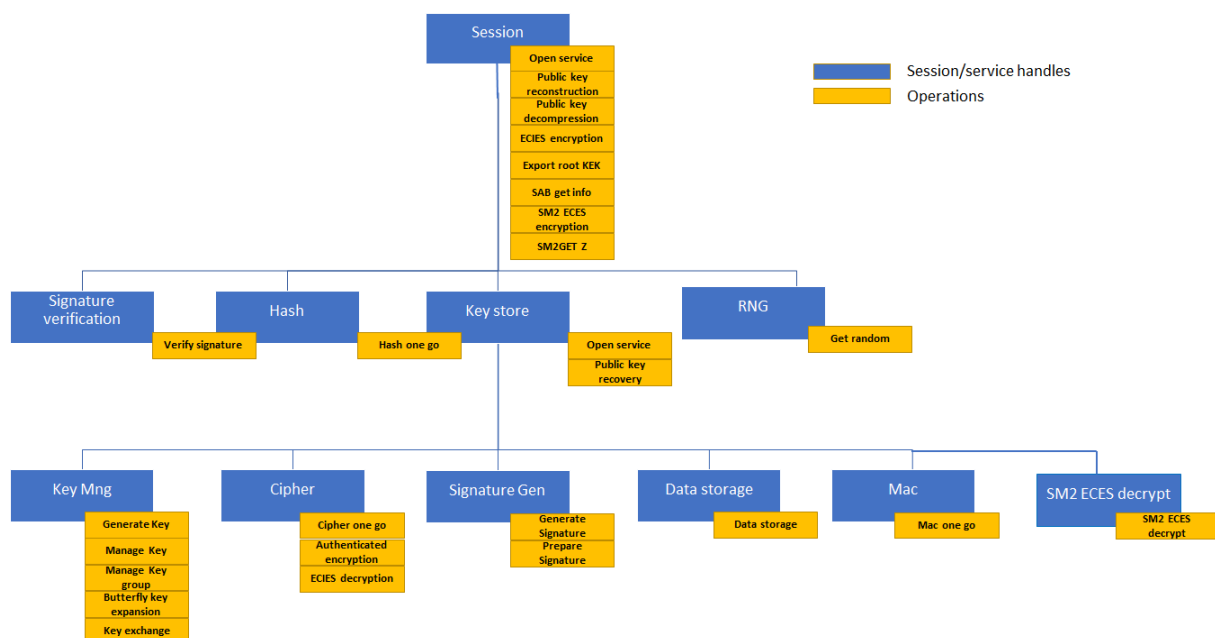 Session
Open service
Public key
reconstruction
Public key
decompression
ECIES encryption
Export root KEK
SAB get info
SM2 ECES
encryption
SM2GET Z
Session/service handles
Operations
Signature
verification
Verify signature
Hash
Hash one go
Key store
Open service
Public key
recovery
RNG
Get random
Key Mng
Generate Key
Manage Key
Manage Key
group
Butterfly key
expansion
Key exchange
Cipher
Cipher one go
Authenticated
encryption
ECIES decryption
Signature Gen
Generate
Signature
Prepare
Signature
Data storage
Data storage
Mac
Mac one go
SM2 ECES decrypt
SM2 ECES
decrypt